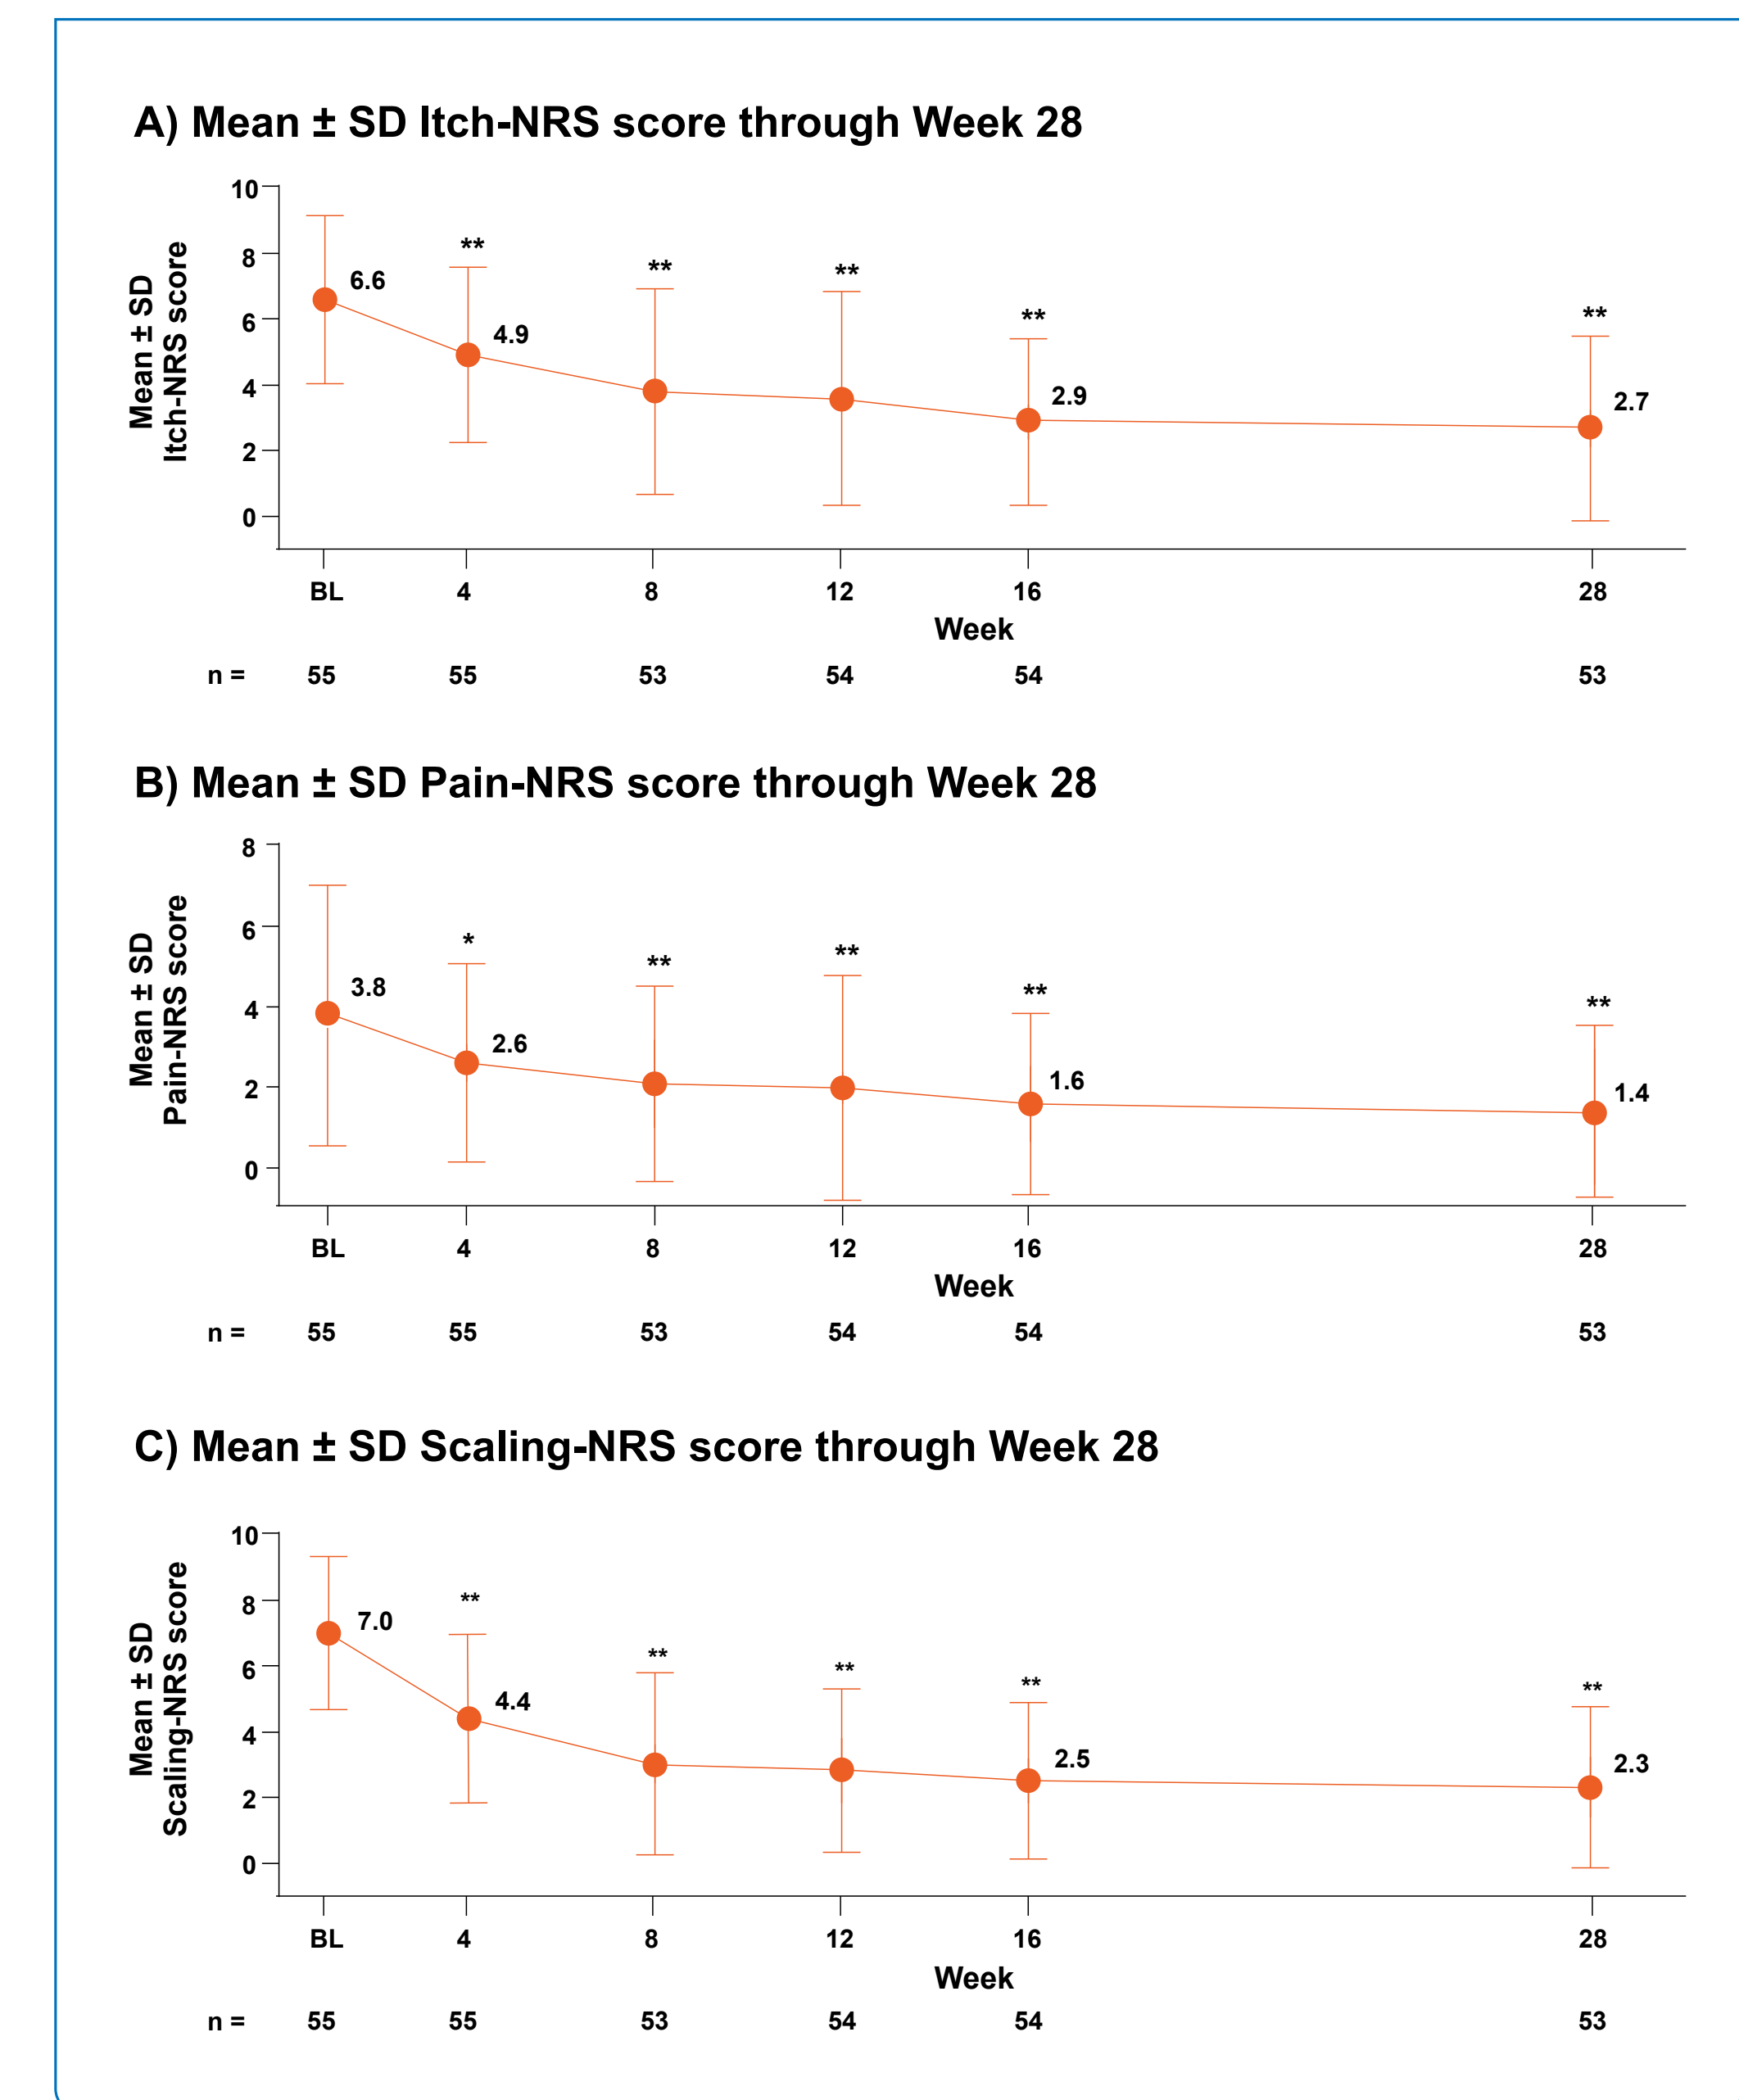 A) Mean ± SD Itch-NRS score through Week 28
Mean ± SD
Itch-NRS score
10
8
6
4
2
0
6.6
**
4.9
**
**
**
2.9
**
2.7
BL 4 8 12 16 28
Week
n = 55 55 53 54 54 53
B) Mean ± SD Pain-NRS score through Week 28
Mean ± SD
Pain-NRS score
8
6
4
2
0
3.8
*
2.6
**
**
**
1.6
**
1.4
BL 4 8 12 16 28
Week
n = 55 55 53 54 54 53
C) Mean ± SD Scaling-NRS score through Week 28
Mean ± SD
Scaling-NRS score
10
8
6
4
2
0
7.0
**
4.4
**
**
**
2.5
**
2.3
BL 4 8 12 16 28
Week
n = 55 55 53 54 54 53